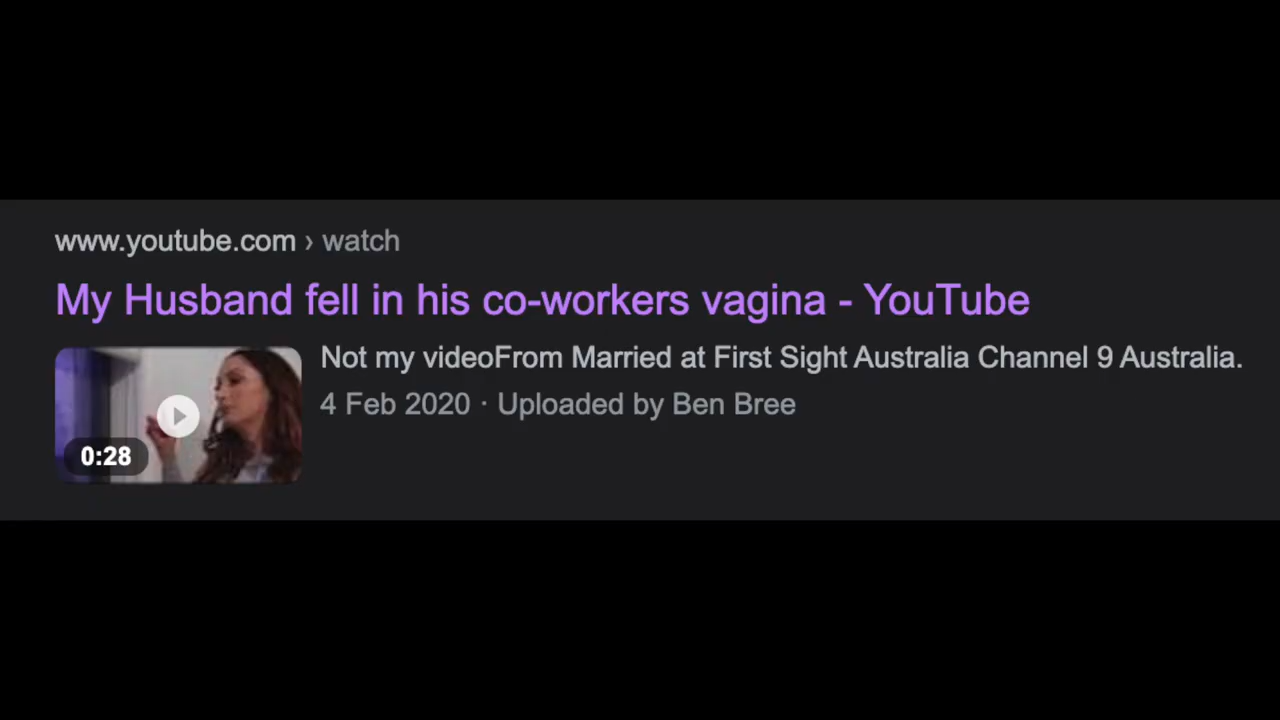 www.youtube.com › watch
My Husband fell in his co-workers vagina - YouTube
Not my videoFrom Married at First Sight Australia Channel 9 Australia.
4 Feb 2020 · Uploaded by Ben Bree
0:28